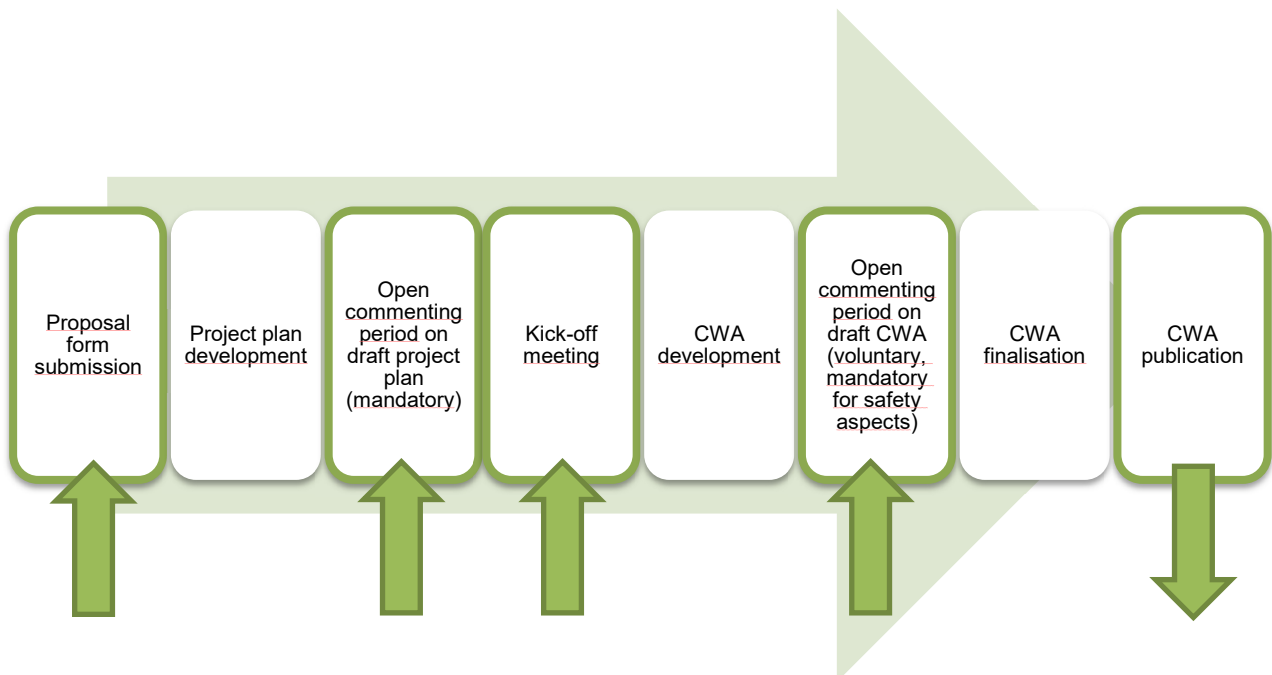 Proposal
form
submission
Project plan
development
Open
commenting
period on
draft project
plan
(mandatory)
Kick-off
meeting
CWA
development
Open
commenting
period on
draft CWA
(voluntary,
mandatory
for safety
aspects)
CWA
finalisation
CWA
publication